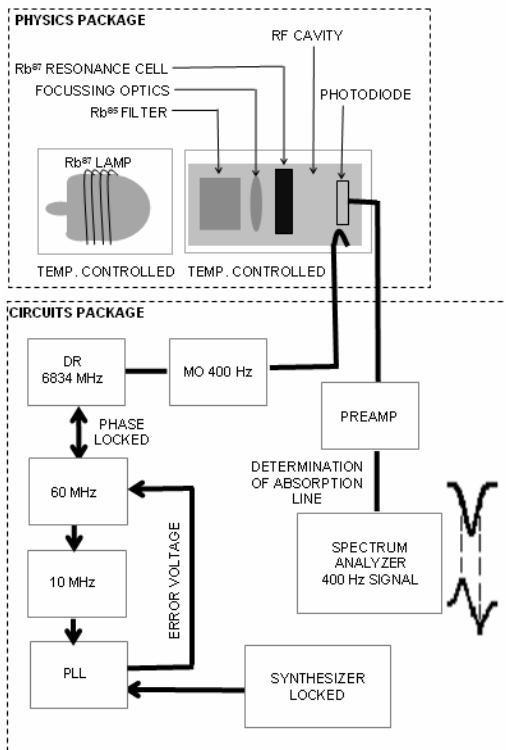 PHYSICS PACKAGE
RF CAVITY
Rb⁸⁷ RESONANCE CELL
FOCUSSING OPTICS
PHOTODIODE
Rb⁸⁵ FILTER
Rb⁸⁷ LAMP
TEMP. CONTROLLED
TEMP. CONTROLLED
CIRCUITS PACKAGE
DR
6834 MHz
MO 400 Hz
PREAMP
PHASE
LOCKED
DETERMINATION
OF ABSORPTION
LINE
60 MHz
ERROR VOLTAGE
SPECTRUM
ANALYZER
400 Hz SIGNAL
10 MHz
PLL
SYNTHESIZER
LOCKED